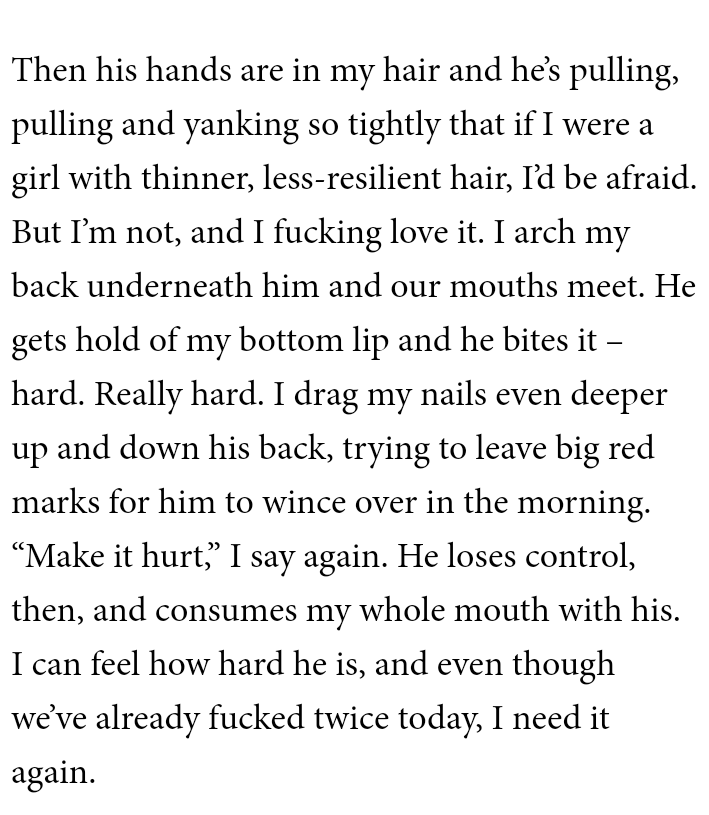 Then his hands are in my hair and he’s pulling,
pulling and yanking so tightly that if I were a
girl with thinner, less-resilient hair, I’d be afraid.
But I’m not, and I fucking love it. I arch my
back underneath him and our mouths meet. He
gets hold of my bottom lip and he bites it –
hard. Really hard. I drag my nails even deeper
up and down his back, trying to leave big red
marks for him to wince over in the morning.
“Make it hurt,” I say again. He loses control,
then, and consumes my whole mouth with his.
I can feel how hard he is, and even though
we’ve already fucked twice today, I need it
again.